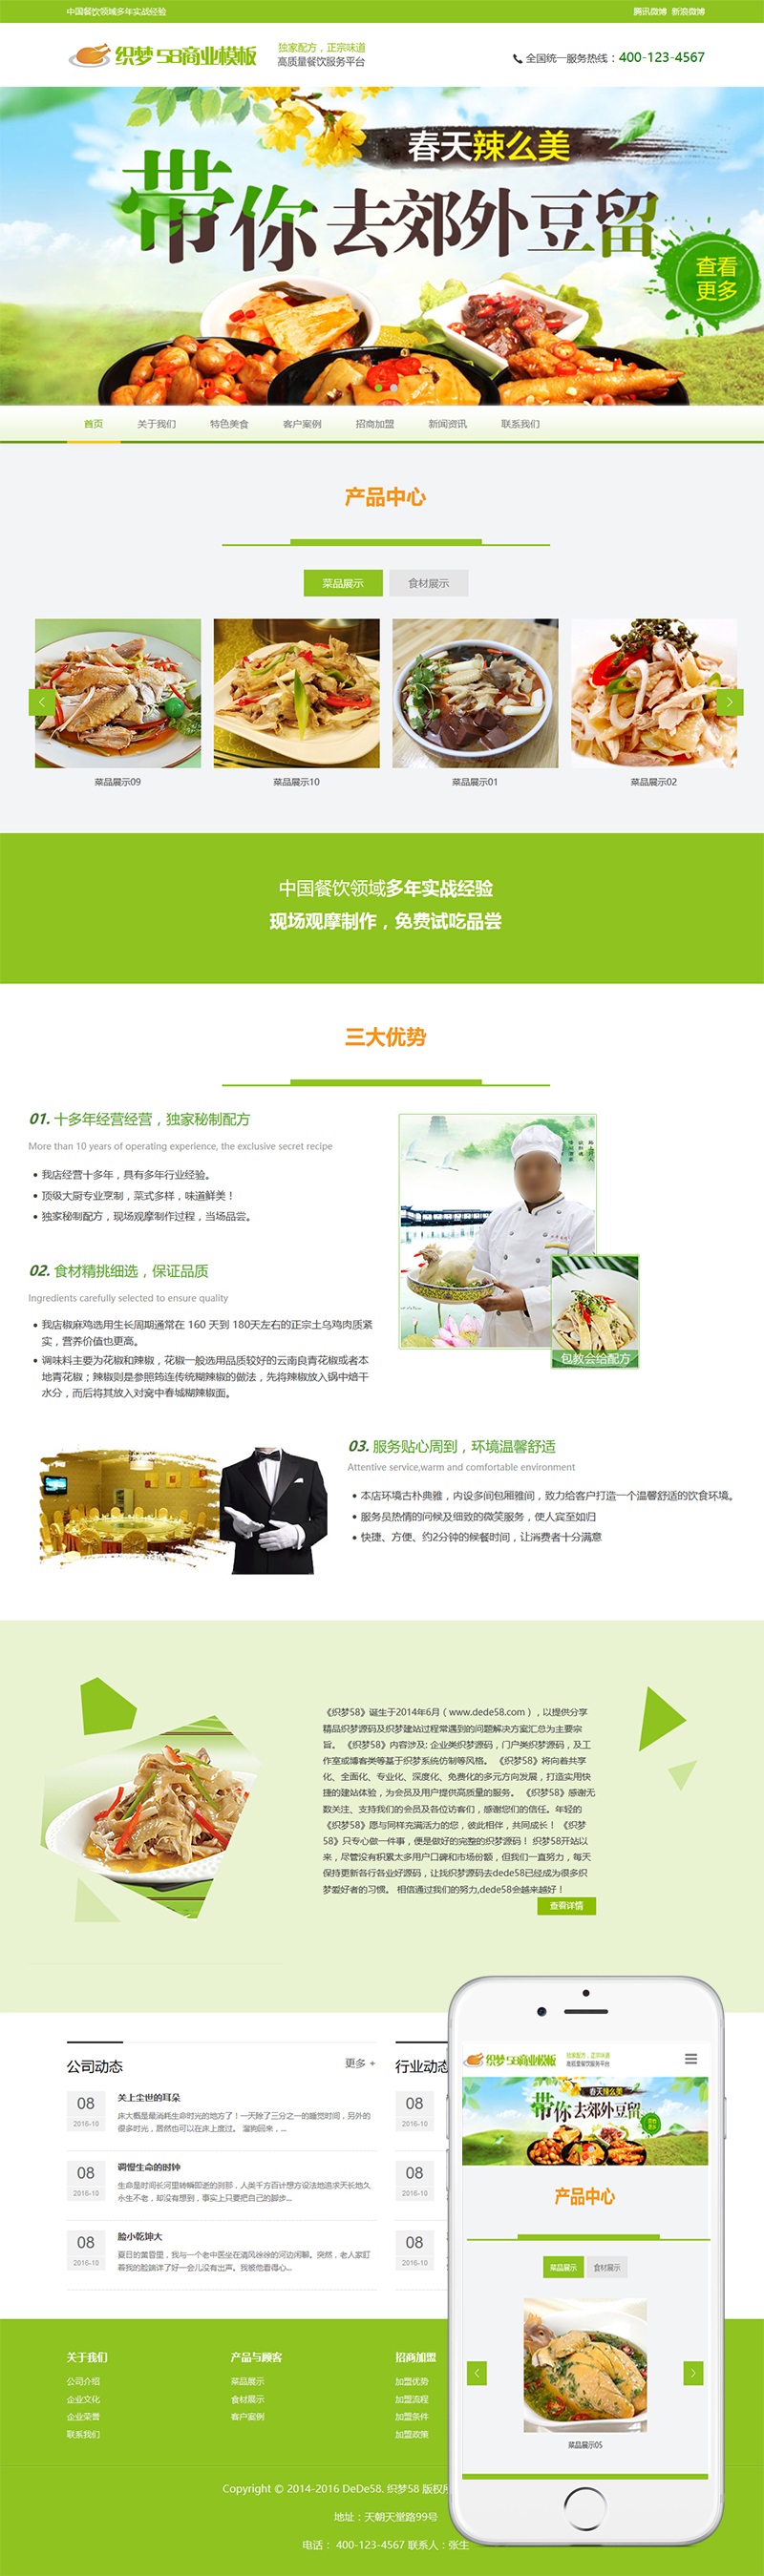 中国餐饮领域多年实战经验
腾讯微博 新浪微博
织梦58商业模板
独家配方，正宗味道
高质量餐饮服务平台
全国统一服务热线：400-123-4567
春天辣么美
带你去郊外豆留
查看
更多
首页 关于我们 特色美食 客户案例 招商加盟 新闻资讯 联系我们
产品中心
菜品展示 食材展示
菜品展示09 菜品展示10 菜品展示01 菜品展示02
中国餐饮领域多年实战经验
现场观摩制作，免费试吃品尝
三大优势
01. 十多年经营经营，独家秘制配方
More than 10 years of operating experience, the exclusive secret recipe
我店经营十多年，具有多年行业经验。
顶级大厨专业烹制，菜式多样，味道鲜美！
独家秘制配方，现场观摩制作过程，当场品尝。
02. 食材精挑细选，保证品质
Ingredients carefully selected to ensure quality
我店椒麻鸡选用生长周期通常在 160 天到 180天左右的正宗土乌鸡肉质紧
实，营养价值也更高。
调味料主要为花椒和辣椒，花椒一般选用品质较好的云南良青花椒或者本
地青花椒；辣椒则是参照筠连传统糊辣椒的做法，先将辣椒放入锅中焙干
水分，而后将其放入对窝中舂城糊辣椒面。
包教会给配方
03. 服务贴心周到，环境温馨舒适
Attentive service,warm and comfortable environment
本店环境古朴典雅，内设多间包厢雅间，致力给客户打造一个温馨舒适的饮食环境。
服务员热情的问候及细致的微笑服务，使人宾至如归
快捷、方便、约2分钟的候餐时间，让消费者十分满意
《织梦58》诞生于2014年6月（www.dede58.com），以提供分享
精品织梦源码及织梦建站过程常遇到的问题解决方案汇总为主要宗
旨。 《织梦58》内容涉及: 企业类织梦源码，门户类织梦源码，及工
作室或博客类等基于织梦系统仿制等风格。 《织梦58》将向着共享
化、全面化、专业化、深度化、免费化的多元方向发展，打造实用快
捷的建站体验，为会员及用户提供高质量的服务。 《织梦58》感谢无
数关注、支持我们的会员及各位访客们，感谢您们的信任。年轻的
《织梦58》愿与同样充满活力的您，彼此相伴，共同成长！ 《织梦
58》只专心做一件事，便是做好的完整的织梦源码！ 织梦58开站以
来，尽管没有积累太多用户口碑和市场份额，但我们一直努力，每天
保持更新各行各业好源码，让找织梦源码去dede58已经成为很多织
梦爱好者的习惯。 相信通过我们的努力,dede58会越来越好！
查看详情
公司动态 更多 +
08
2016-10
关上尘世的耳朵
床大概是最消耗生命时光的地方了！一天除了三分之一的睡觉时间，另外的
很多时光，居然也可以在床上度过。 溜狗回来，...
08
2016-10
调慢生命的时钟
生命是时间长河里转瞬即逝的刹那，人类千方百计想方设法地追求天长地久
永生不老，却没有想到，事实上只要把自己的脚步...
08
2016-10
脸小乾坤大
夏日的黄昏里，我与一个老中医坐在清风徐徐的河边闲聊。突然，老人家盯
着我的脸端详了好一会儿没有出声。我被他看得心...
行业动态
08
2016-10
08
2016-10
08
2016-10
织梦58商业模板
独家配方，正宗味道
高质量餐饮服务平台
春天辣么美
带你去郊外豆留
产品中心
菜品展示 食材展示
菜品展示05
关于我们
公司介绍
企业文化
企业荣誉
联系我们
产品与顾客
菜品展示
食材展示
客户案例
招商加盟
加盟优势
加盟流程
加盟条件
加盟政策
Copyright © 2014-2016 DeDe58. 织梦58 版权所
地址：天朝天堂路99号
电话： 400-123-4567 联系人：张生